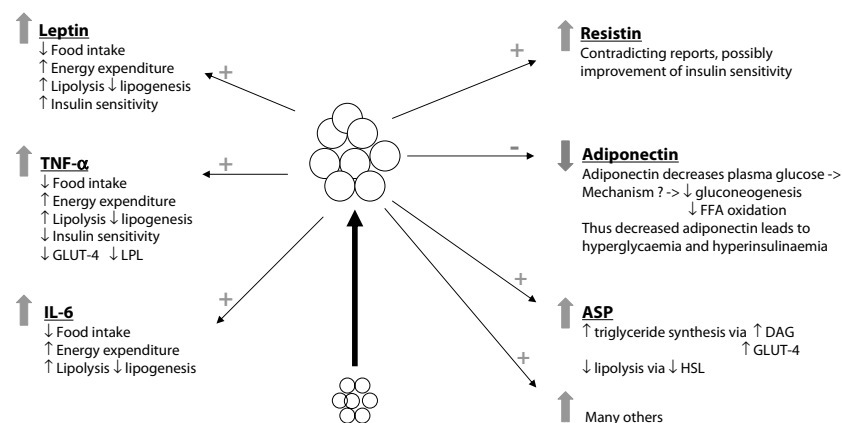 Leptin
↓ Food intake
↑ Energy expenditure
↑ Lipolysis ↓ lipogenesis
↑ Insulin sensitivity
+
TNF-α
↓ Food intake
↑ Energy expenditure
↑ Lipolysis ↓ lipogenesis
↓ Insulin sensitivity
↓ GLUT-4 ↓ LPL
+
IL-6
↓ Food intake
↑ Energy expenditure
↑ Lipolysis ↓ lipogenesis
+
Resistin
Contradicting reports, possibly
improvement of insulin sensitivity
+
Adiponectin
Adiponectin decreases plasma glucose ->
Mechanism ? -> ↓ gluconeogenesis
↓ FFA oxidation
Thus decreased adiponectin leads to
hyperglycaemia and hyperinsulinaemia
-
ASP
↑ triglyceride synthesis via ↑ DAG
↑ GLUT-4
↓ lipolysis via ↓ HSL
+
Many others
+